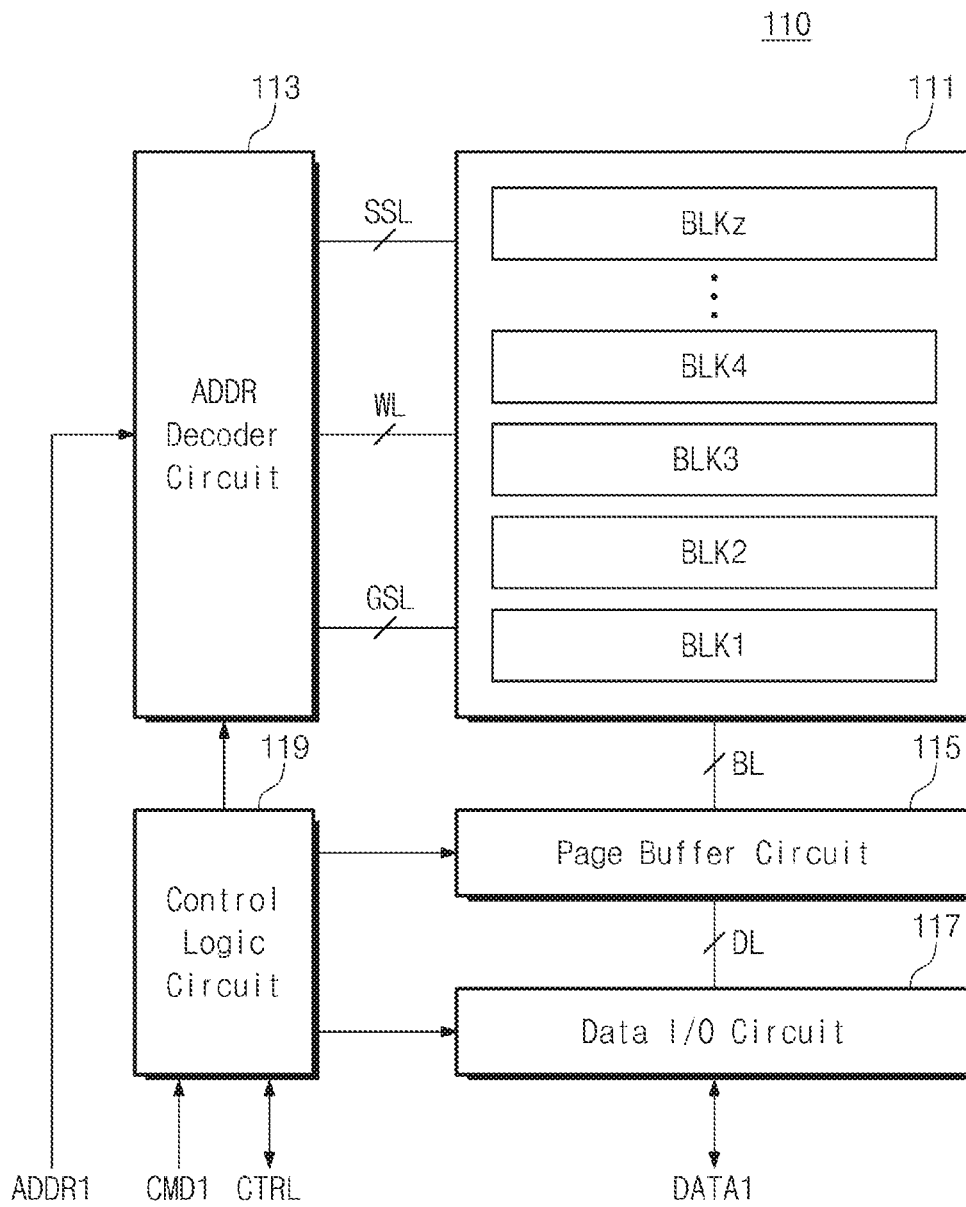 110
113
111
SSL
BLKz
ADDR
Decoder
Circuit
WL
BLK4
BLK3
BLK2
GSL
BLK1
119
BL
115
Control
Logic
Circuit
Page Buffer Circuit
DL
117
Data I/O Circuit
ADDR1
CMD1
CTRL
DATA1